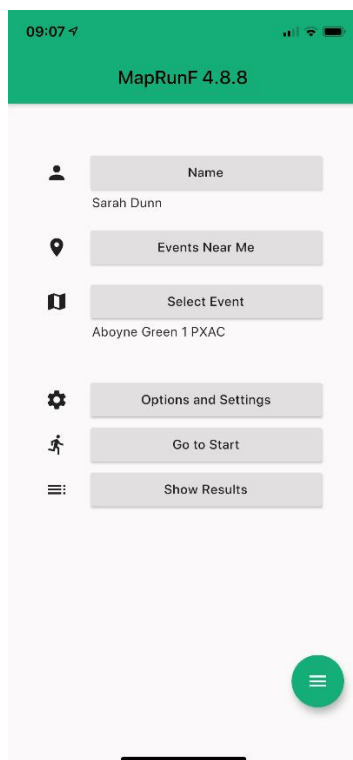 09:07
MapRunF 4.8.8
Name
Sarah Dunn
Events Near Me
Select Event
Aboyne Green 1 PXAC
Options and Settings
Go to Start
Show Results